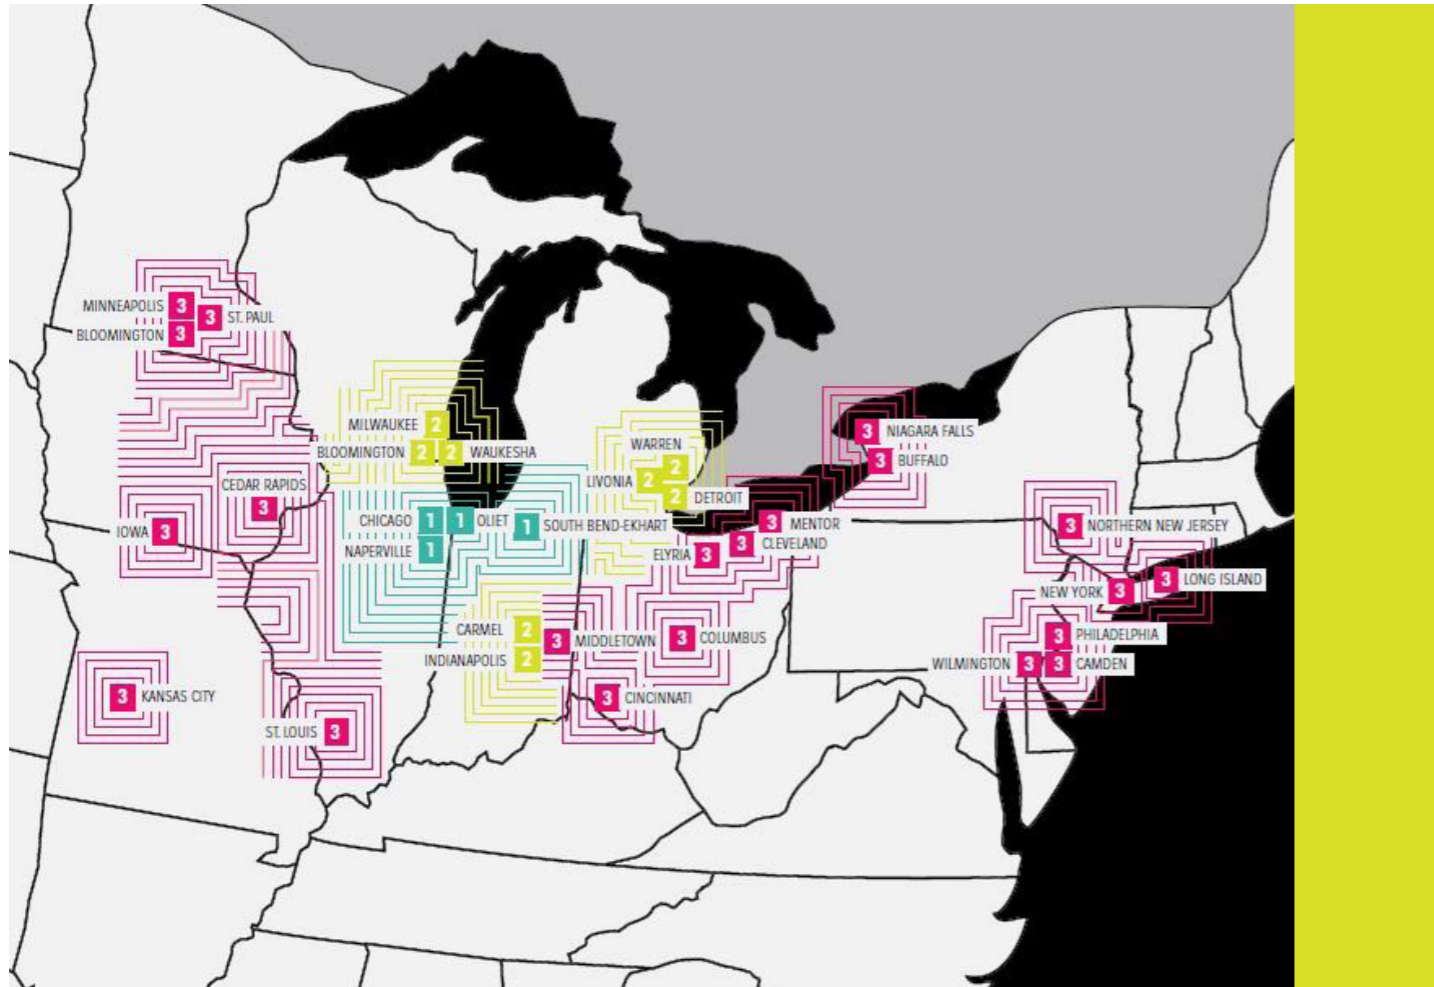 MINNEAPOLIS 3
3 ST. PAUL
BLOOMINGTON 3
MILWAUKEE 2
BLOOMINGTON 2 2 WAUKESHA
WARREN
2
LIVONIA 2
2 DETROIT
3 NIAGARA FALLS
3 BUFFALO
CEDAR RAPIDS
3
IOWA 3
CHICAGO 1 1 OLIET
1 SOUTH BEND-EKHART
NAPERVILLE 1
3 MENTOR
3 CLEVELAND
ELYRIA 3
3 NORTHERN NEW JERSEY
3 LONG ISLAND
NEW YORK 3
CARMEL 2
3 MIDDLETOWN
3 COLUMBUS
INDIANAPOLIS 2
3 PHILADELPHIA
WILMINGTON 3 3 CAMDEN
3 KANSAS CITY
3 CINCINNATI
ST. LOUIS 3